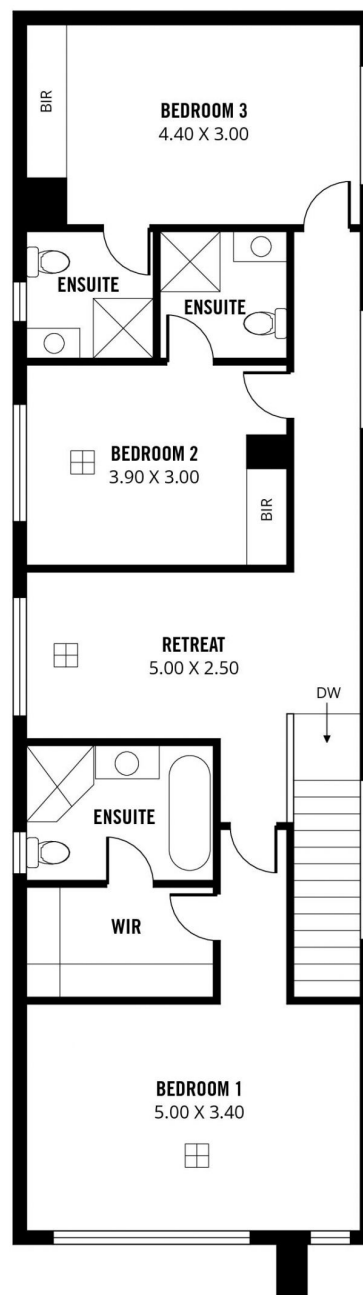 BIR
BEDROOM 3
4.40 X 3.00
ENSUITE
ENSUITE
BEDROOM 2
3.90 X 3.00
BIR
RETREAT
5.00 X 2.50
DW
ENSUITE
WIR
BEDROOM 1
5.00 X 3.40